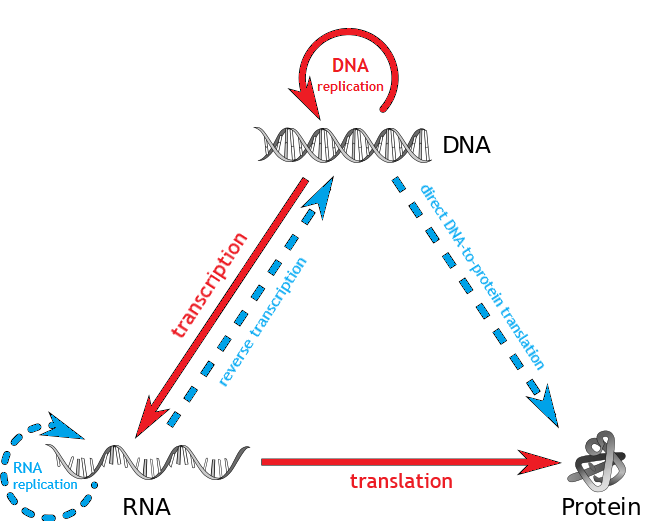 DNA
replication
DNA
transcription
reverse transcription
direct DNA-to-protein translation
RNA
replication
RNA
translation
Protein